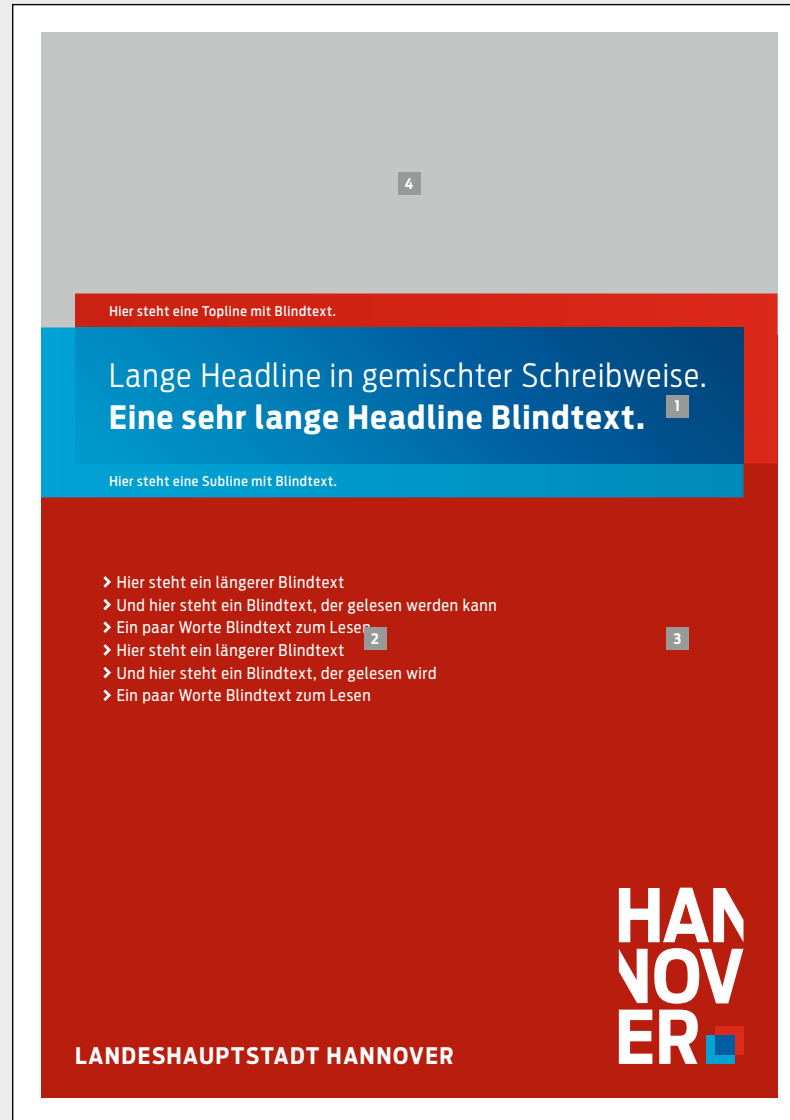 4
Hier steht eine Topline mit Blindtext.
Lange Headline in gemischter Schreibweise.
Eine sehr lange Headline Blindtext.
1
Hier steht eine Subline mit Blindtext.
Hier steht ein längerer Blindtext
Und hier steht ein Blindtext, der gelesen werden kann
Ein paar Worte Blindtext zum Lesen
2
3
Hier steht ein längerer Blindtext
Und hier steht ein Blindtext, der gelesen wird
Ein paar Worte Blindtext zum Lesen
HAN
NOV
ER
LANDESHAUPTSTADT HANNOVER